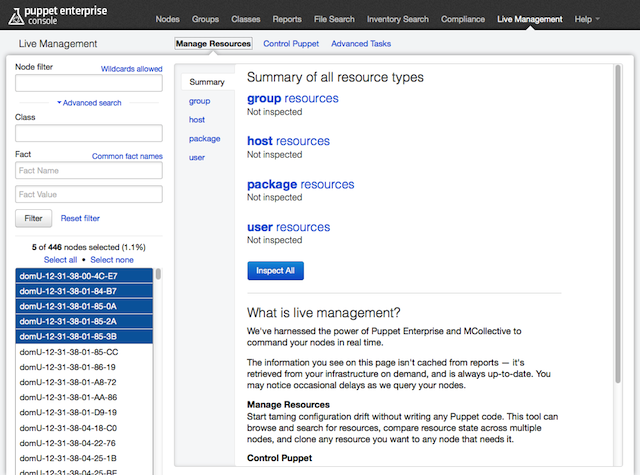 puppet enterprise
console
Nodes Groups Classes Reports File Search Inventory Search Compliance Live Management Help
Live Management
Manage Resources Control Puppet Advanced Tasks
Node filter Wildcards allowed
Advanced search
Class
Fact Common fact names
Fact Name
Fact Value
Filter Reset filter
5 of 446 nodes selected (1.1%)
Select all • Select none
domU-12-31-38-00-4C-E7
domU-12-31-38-01-84-B7
domU-12-31-38-01-85-0A
domU-12-31-38-01-85-2A
domU-12-31-38-01-85-3B
domU-12-31-38-01-85-CC
domU-12-31-38-01-86-19
domU-12-31-38-01-A8-72
domU-12-31-38-01-AA-86
domU-12-31-38-01-D9-19
domU-12-31-38-04-18-C0
domU-12-31-38-04-22-76
domU-12-31-38-04-25-1B
domU-12-31-38-04-25-BF
Summary
group
host
package
user
Summary of all resource types
group resources
Not inspected
host resources
Not inspected
package resources
Not inspected
user resources
Not inspected
Inspect All
What is live management?
We've harnessed the power of Puppet Enterprise and MCollective to
command your nodes in real time.
The information you see on this page isn't cached from reports — it's
retrieved from your infrastructure on demand, and is always up-to-date. You
may notice occasional delays as we query your nodes.
Manage Resources
Start taming configuration drift without writing any Puppet code. This tool can
browse and search for resources, compare resource state across multiple
nodes, and clone any resource you want to any node that needs it.
Control Puppet